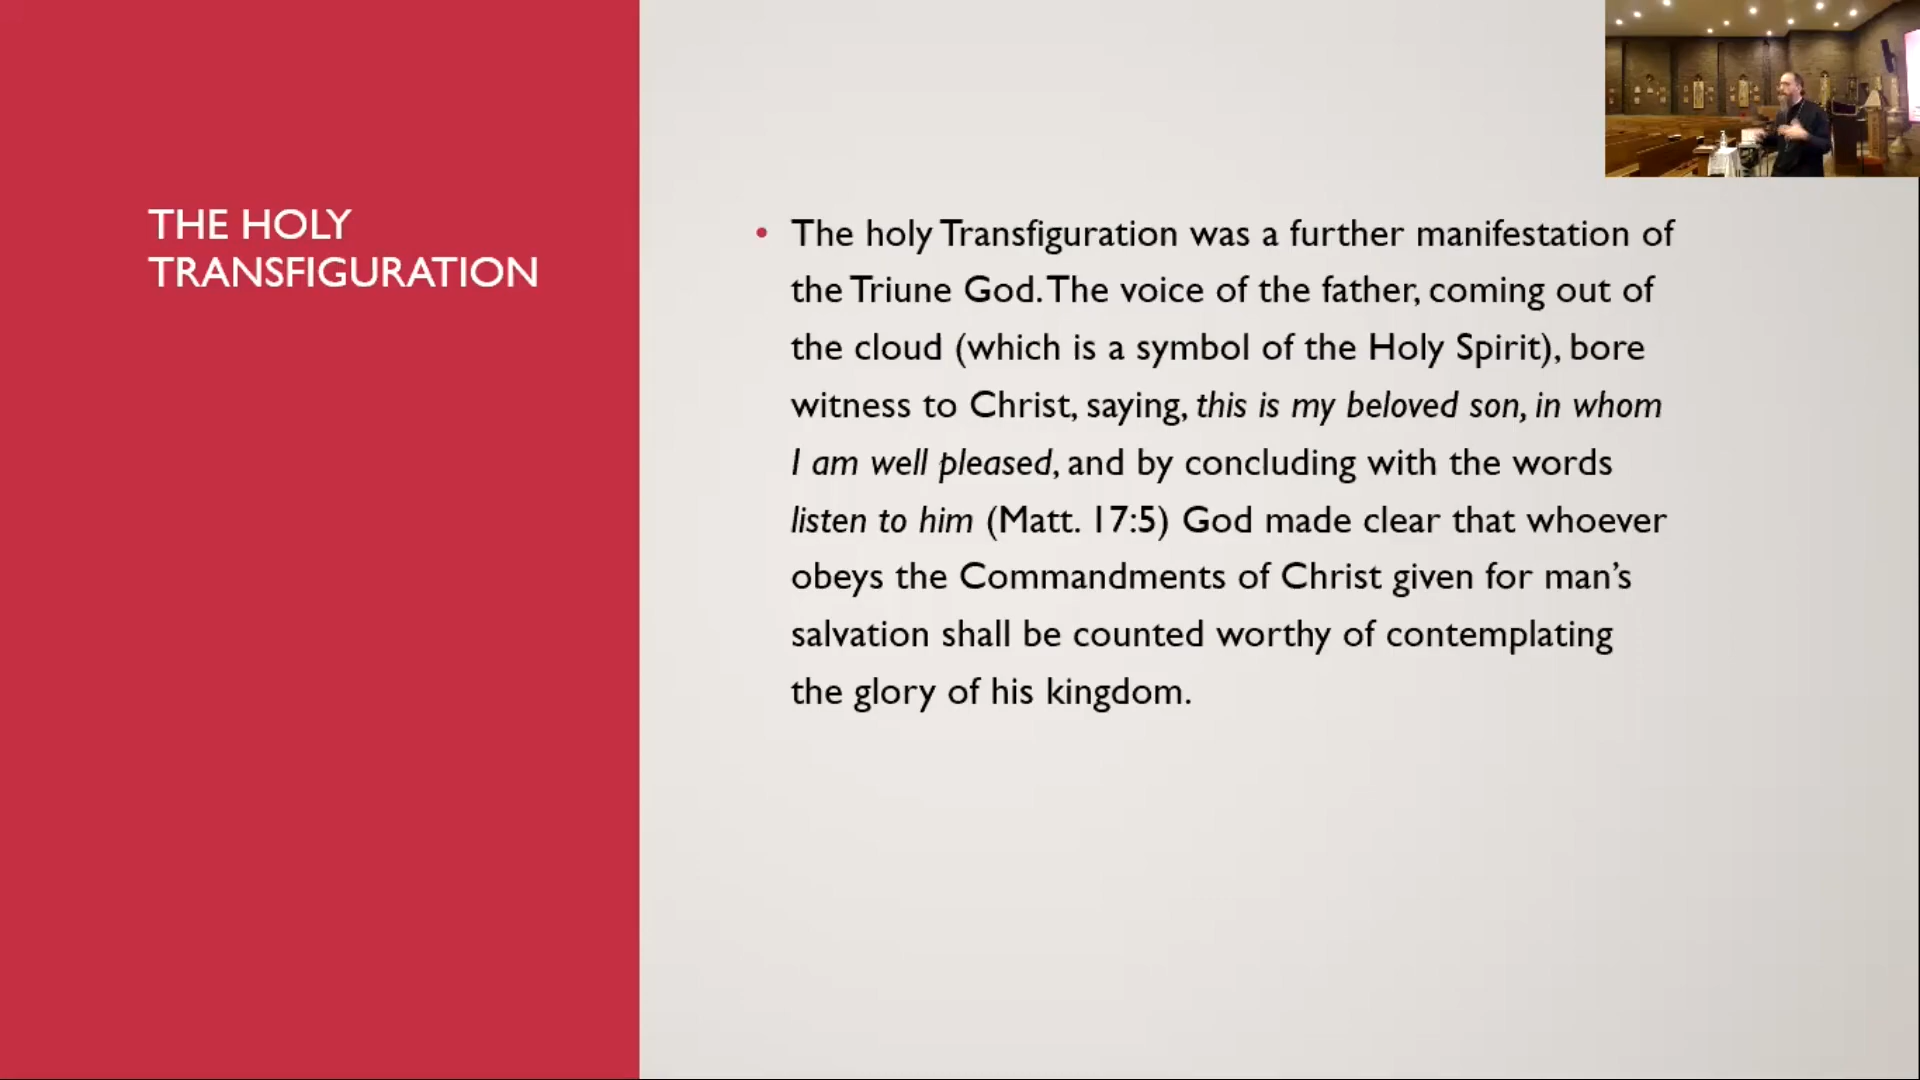 THE HOLY
TRANSFIGURATION
• The holy Transfiguration was a further manifestation of
the Triune God. The voice of the father, coming out of
the cloud (which is a symbol of the Holy Spirit), bore
witness to Christ, saying, this is my beloved son, in whom
I am well pleased, and by concluding with the words
listen to him (Matt. 17:5) God made clear that whoever
obeys the Commandments of Christ given for man’s
salvation shall be counted worthy of contemplating
the glory of his kingdom.